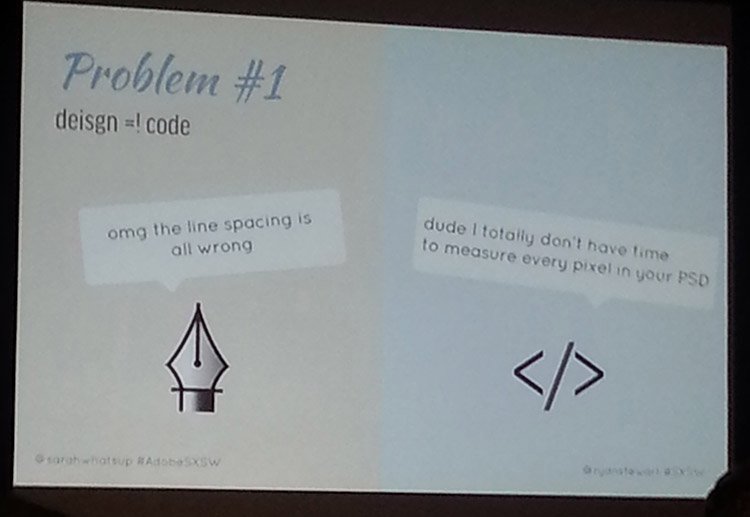 Problem #1
deisgn =! code
omg the line spacing is
all wrong
dude I totally don't have time
to measure every pixel in your PSD
</>
@sarahwhatsup #AdobeSXSW
@ryanstewart